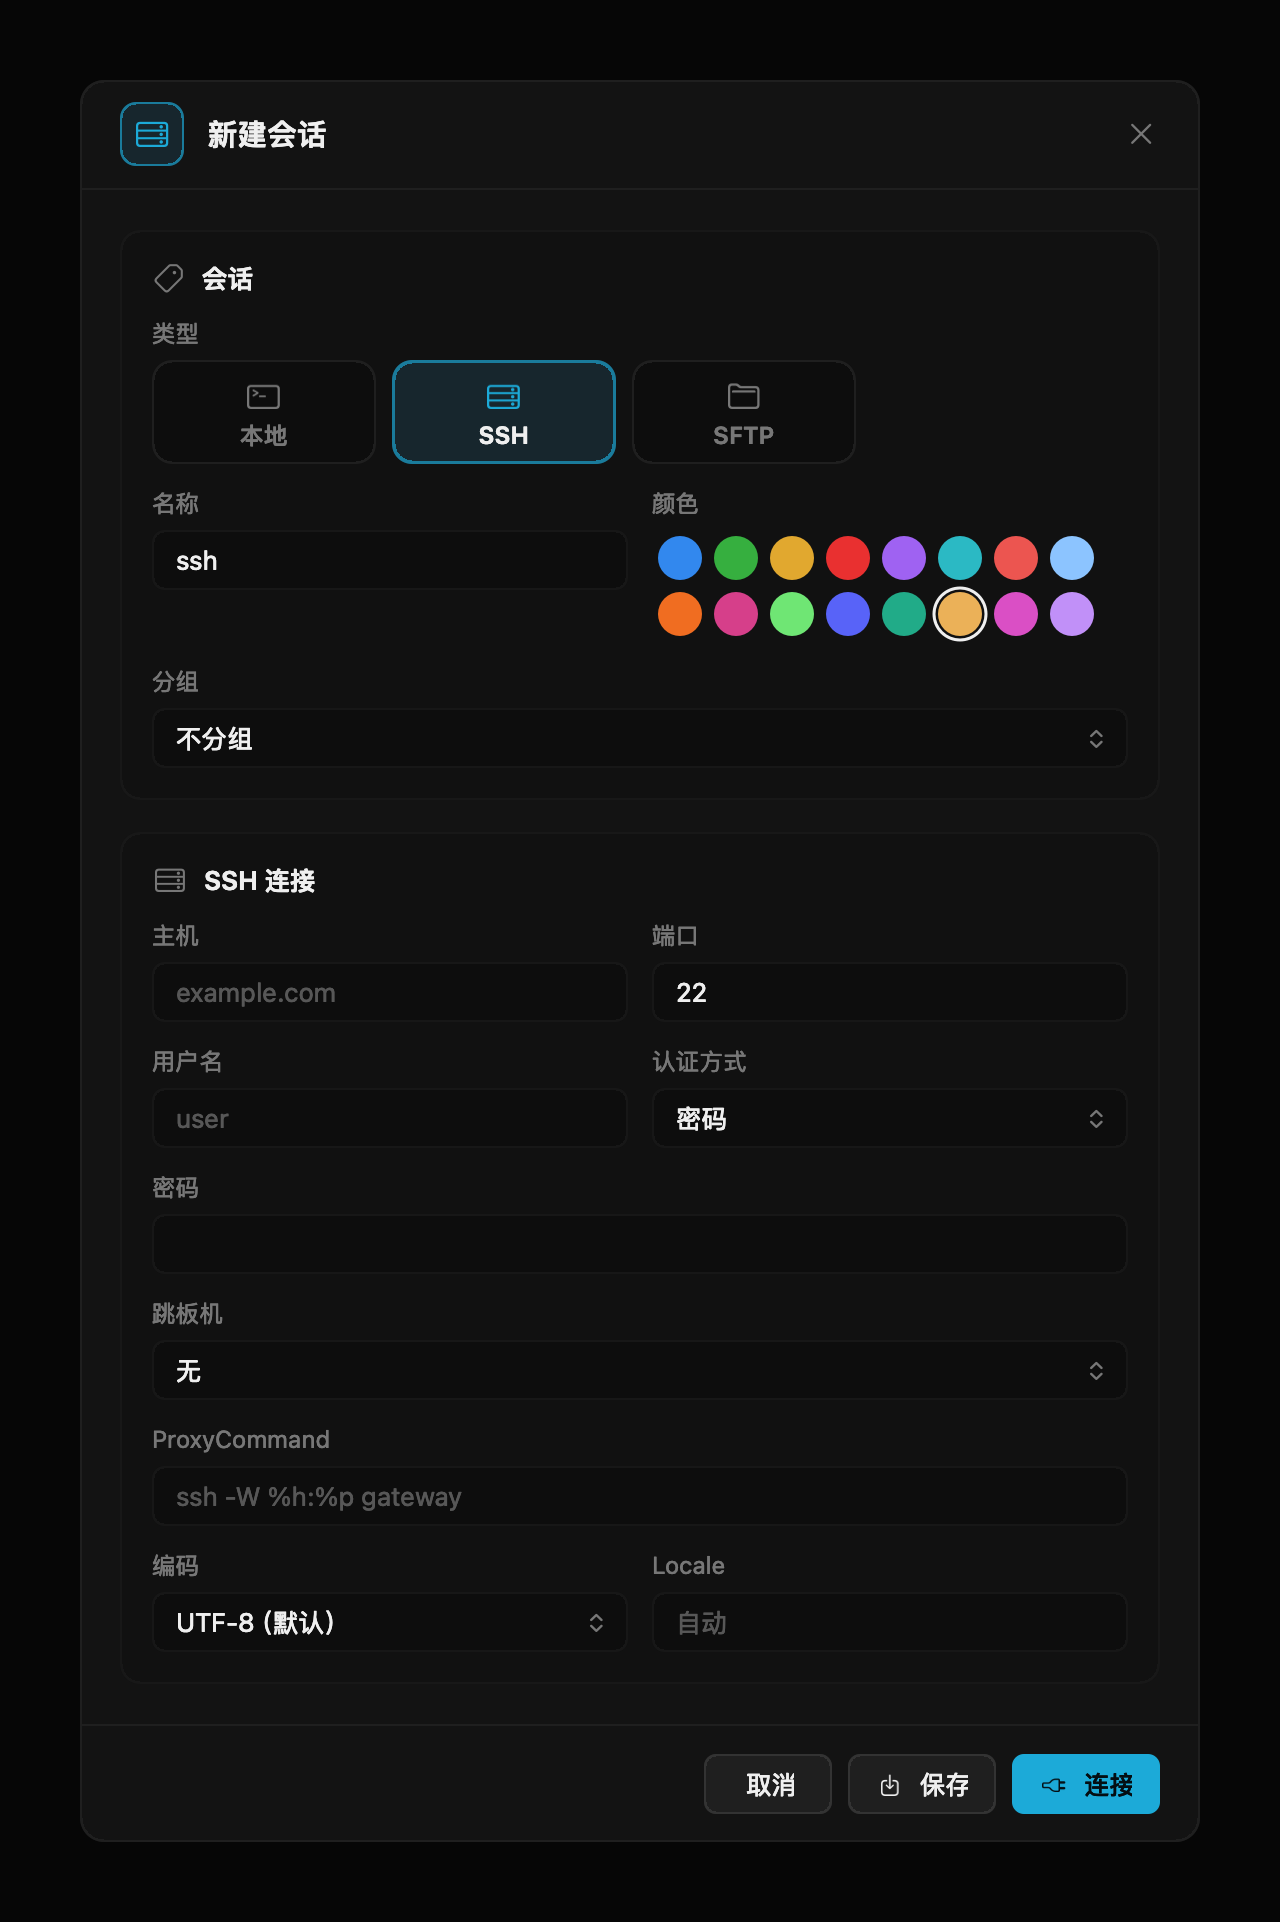 新建会话
会话
类型
本地
SSH
SFTP
名称
颜色
ssh
分组
不分组
SSH 连接
主机
端口
example.com
22
用户名
认证方式
user
密码
密码
跳板机
无
ProxyCommand
ssh -W %h:%p gateway
编码
Locale
UTF-8 (默认)
自动
取消
保存
连接